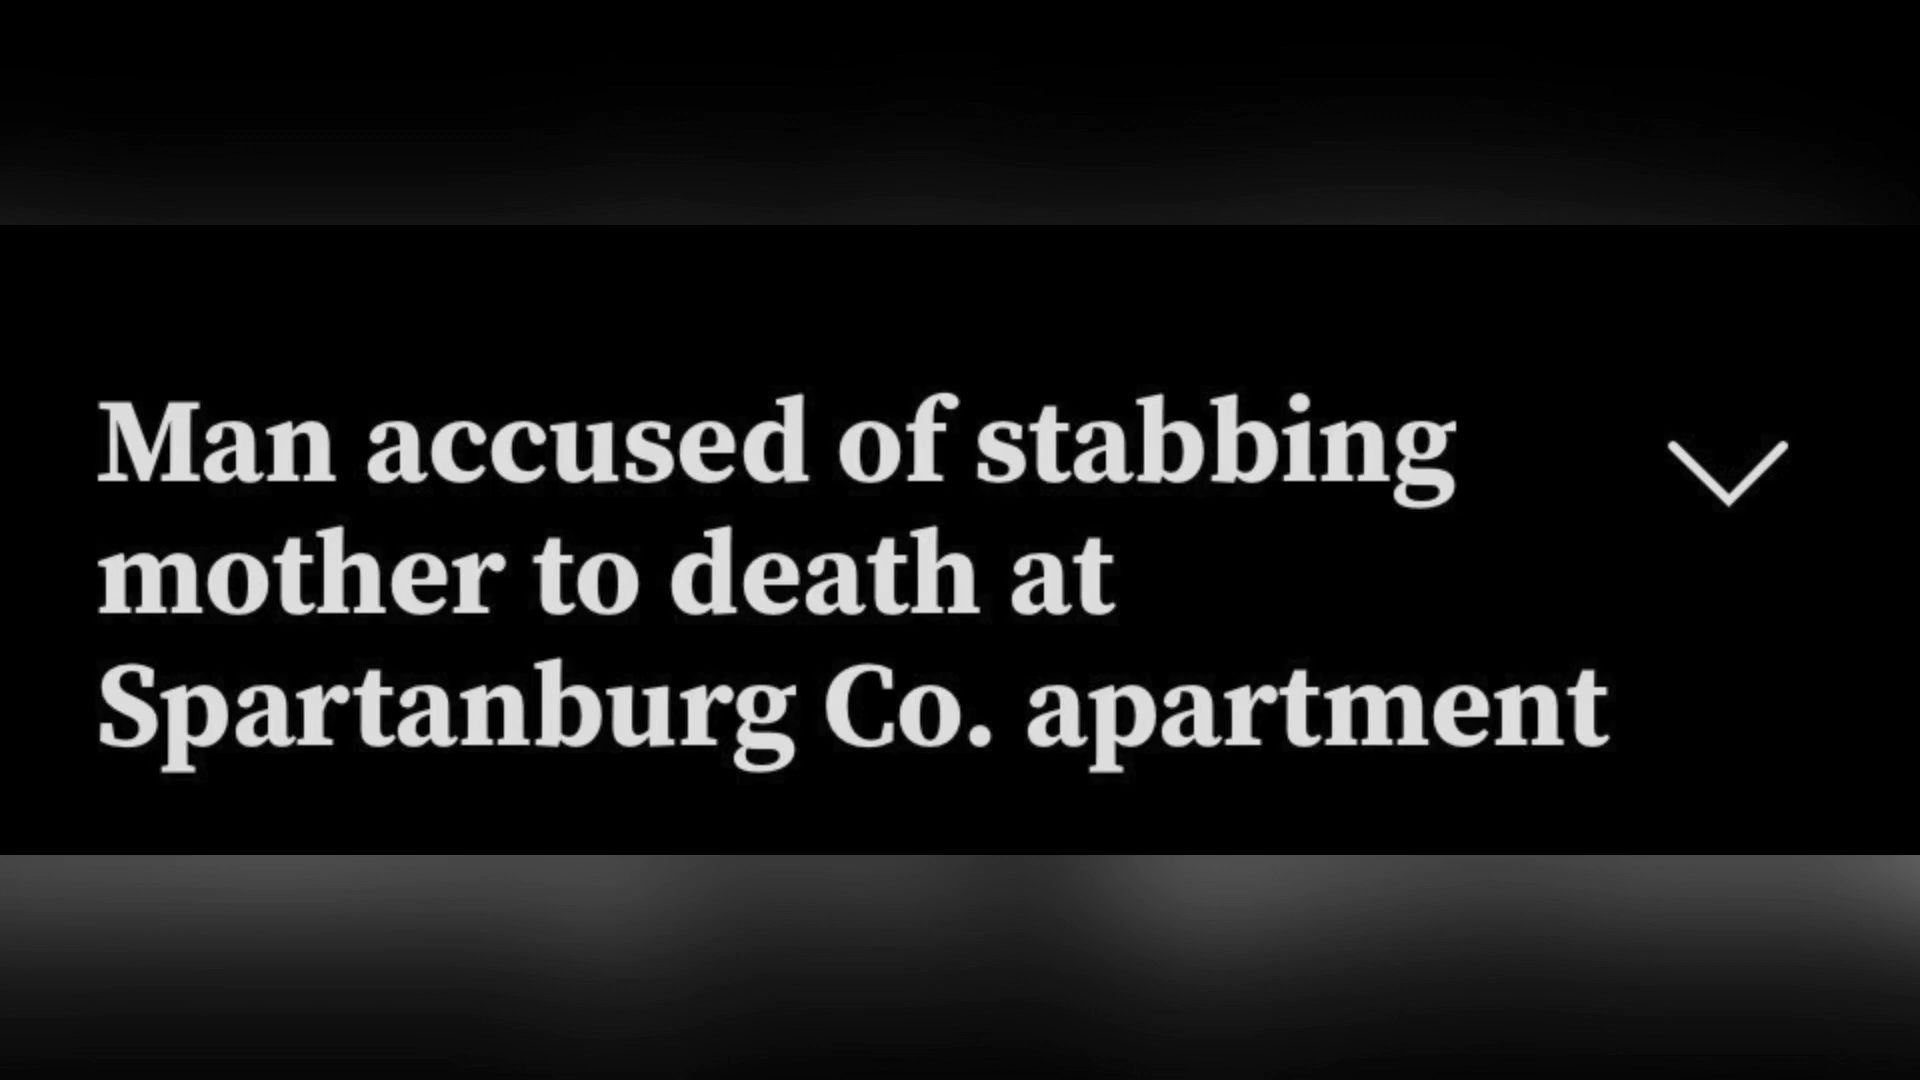 Man accused of stabbing
mother to death at
Spartanburg Co. apartment